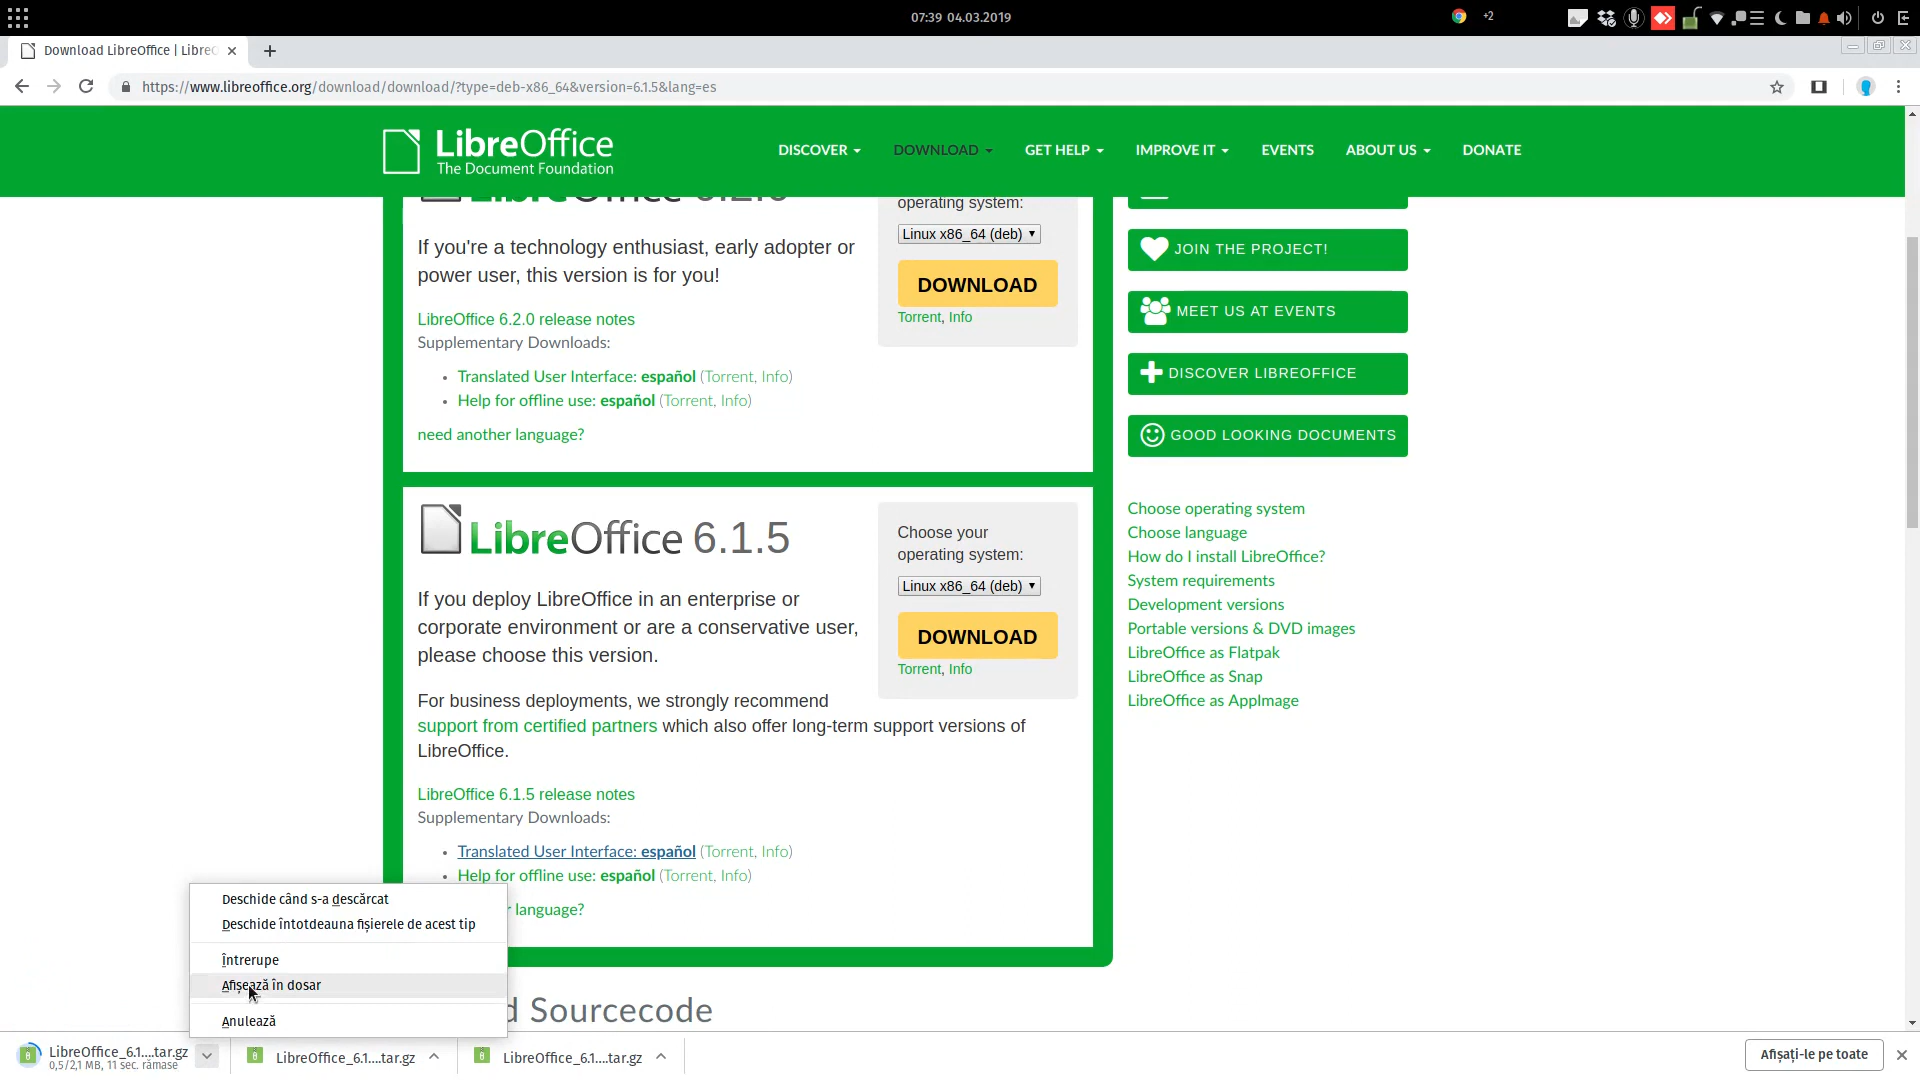 07:39 04.03.2019
+2
Download LibreOffice | LibreO
https://www.libreoffice.org/download/download/?type=deb-x86_64&version=6.1.5&lang=es
LibreOffice
The Document Foundation
DISCOVER
DOWNLOAD
GET HELP
IMPROVE IT
EVENTS
ABOUT US
DONATE
operating system:
Linux x86_64 (deb)
DOWNLOAD
Torrent, Info
If you're a technology enthusiast, early adopter or
power user, this version is for you!
LibreOffice 6.2.0 release notes
Supplementary Downloads:
Translated User Interface: español (Torrent, Info)
Help for offline use: español (Torrent, Info)
need another language?
LibreOffice 6.1.5
Choose your
operating system:
Linux x86_64 (deb)
DOWNLOAD
Torrent, Info
If you deploy LibreOffice in an enterprise or
corporate environment or are a conservative user,
please choose this version.
For business deployments, we strongly recommend
support from certified partners which also offer long-term support versions of
LibreOffice.
LibreOffice 6.1.5 release notes
Supplementary Downloads:
Translated User Interface: español (Torrent, Info)
Help for offline use: español (Torrent, Info)
language?
Sourcecode
JOIN THE PROJECT!
MEET US AT EVENTS
DISCOVER LIBREOFFICE
GOOD LOOKING DOCUMENTS
Choose operating system
Choose language
How do I install LibreOffice?
System requirements
Development versions
Portable versions & DVD images
LibreOffice as Flatpak
LibreOffice as Snap
LibreOffice as AppImage
Deschide când s-a descărcat
Deschide întotdeauna fișierele de acest tip
Întrerupe
Afișează în dosar
Anulează
LibreOffice_6.1....tar.gz
0,5/2,1 MB, 11 sec. rămase
LibreOffice_6.1....tar.gz
LibreOffice_6.1....tar.gz
Afișați-le pe toate